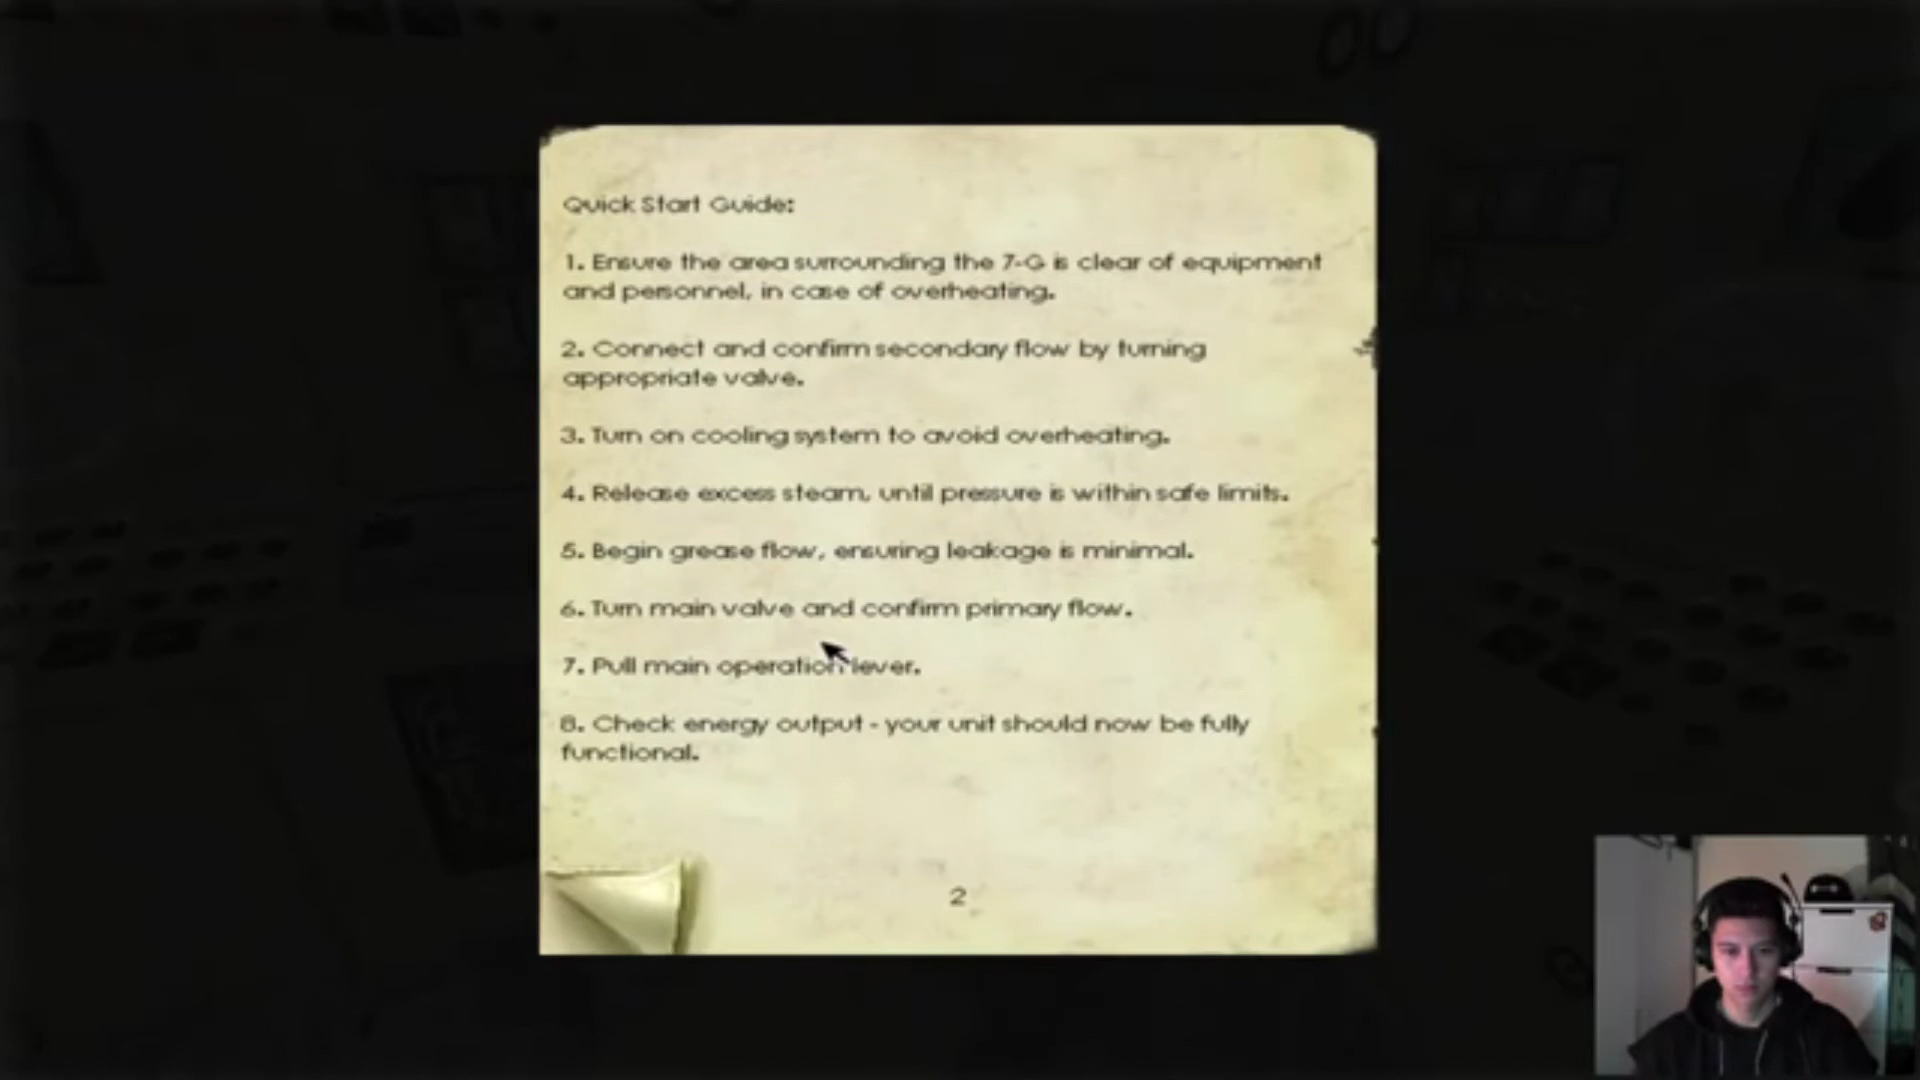 Quick Start Guide:
1. Ensure the area surrounding the 7-G is clear of equipment
and personnel, in case of overheating.
2. Connect and confirm secondary flow by turning
appropriate valve.
3. Turn on cooling system to avoid overheating.
4. Release excess steam, until pressure is within safe limits.
5. Begin grease flow, ensuring leakage is minimal.
6. Turn main valve and confirm primary flow.
7. Pull main operation lever.
8. Check energy output - your unit should now be fully
functional.
2